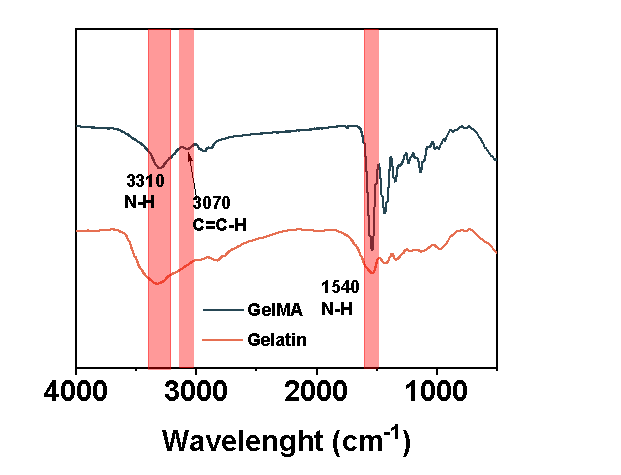 3310
N-H
3070
C=C-H
1540
N-H
GelMA
Gelatin
4000 3000 2000 1000
Wavelenght (cm-1)